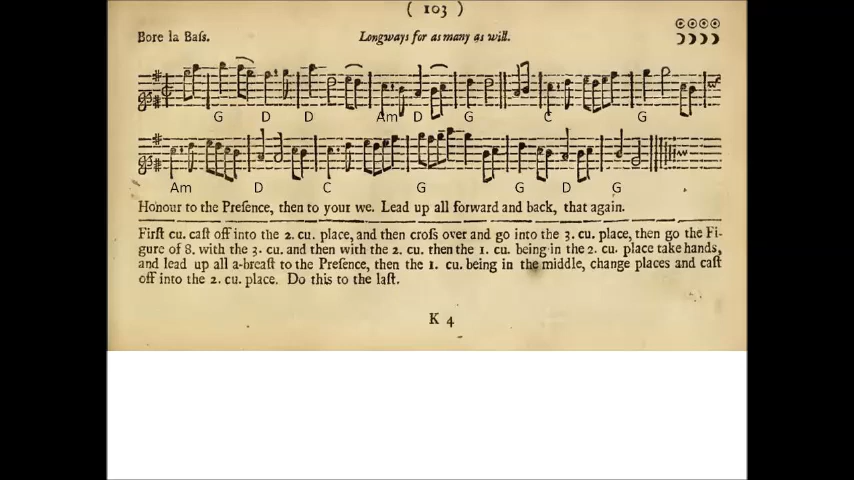 ( 103 )
Bore la Baſs.
Longways for as many as will.
G D D Am D G C G
Am D C G G D G
Honour to the Preſence, then to your we. Lead up all forward and back, that again.
Firſt cu. caſt off into the 2. cu. place, and then croſs over and go into the 3. cu. place, then go the Fi-
gure of 8. with the 3. cu. and then with the 2. cu. then the 1. cu. being in the 2. cu. place take hands,
and lead up all a-breaſt to the Preſence, then the 1. cu. being in the middle, change places and caſt
off into the 2. cu. place. Do this to the laſt.
K 4